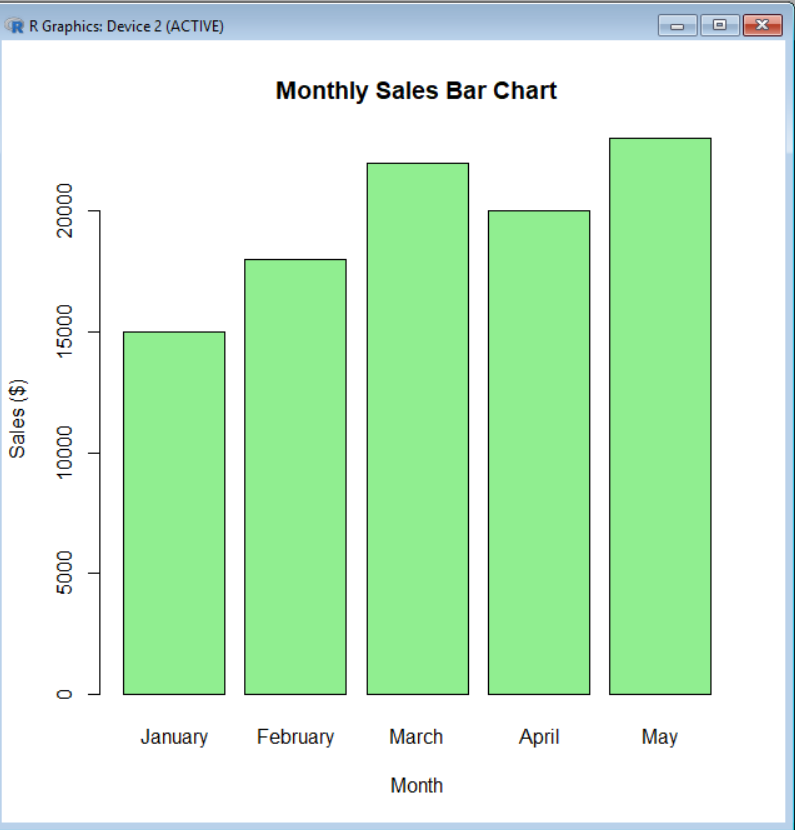 R Graphics: Device 2 (ACTIVE)
Monthly Sales Bar Chart
Sales ($)
20000
15000
10000
5000
0
January February March April May
Month